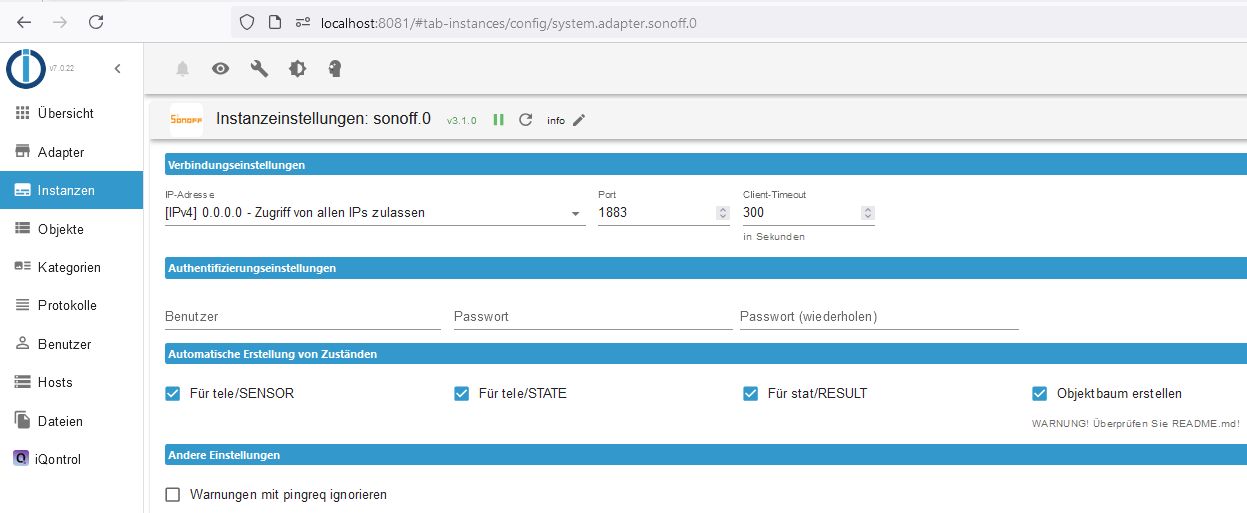 localhost:8081/#tab-instances/config/system.adapter.sonoff.0
v7.0.22
Übersicht
Adapter
Instanzen
Objekte
Kategorien
Protokolle
Benutzer
Hosts
Dateien
iQontrol
SONOFF
Instanzeinstellungen: sonoff.0 v3.1.0 info
Verbindungseinstellungen
IP-Adresse Port Client-Timeout
[IPv4] 0.0.0.0 - Zugriff von allen IPs zulassen 1883 300
in Sekunden
Authentifizierungseinstellungen
Benutzer Passwort Passwort (wiederholen)
Automatische Erstellung von Zuständen
Für tele/SENSOR Für tele/STATE Für stat/RESULT Objektbaum erstellen
WARNUNG! Überprüfen Sie README.md!
Andere Einstellungen
Warnungen mit pingreq ignorieren